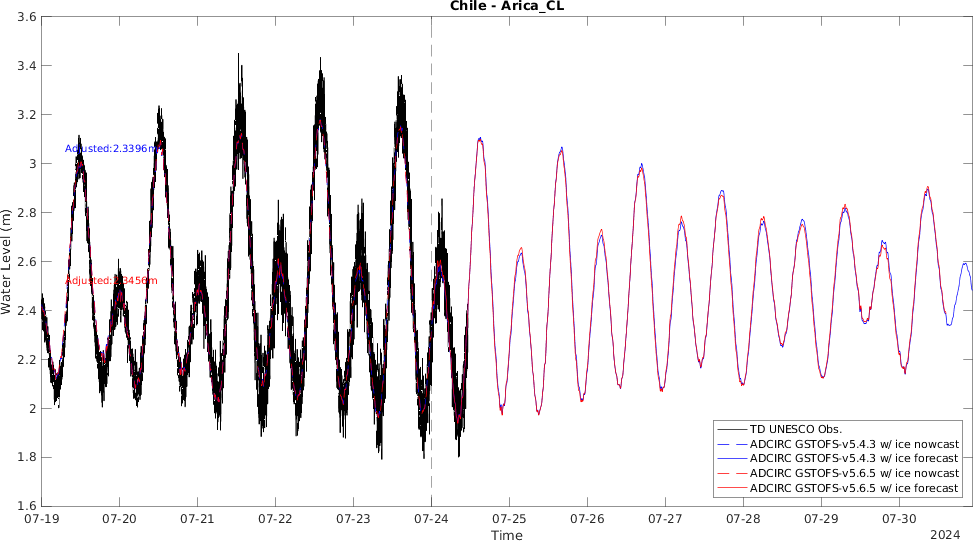 Chile - Arica_CL
3.6
3.4
3.2
3
2.8
2.6
2.4
2.2
2
1.8
1.6
Water Level (m)
Adjusted:2.3396m
Adjusted:2.3456m
TD UNESCO Obs.
ADCIRC GSTOFS-v5.4.3 w/ ice nowcast
ADCIRC GSTOFS-v5.4.3 w/ ice forecast
ADCIRC GSTOFS-v5.6.5 w/ ice nowcast
ADCIRC GSTOFS-v5.6.5 w/ ice forecast
07-19 07-20 07-21 07-22 07-23 07-24 07-25 07-26 07-27 07-28 07-29 07-30
Time
2024